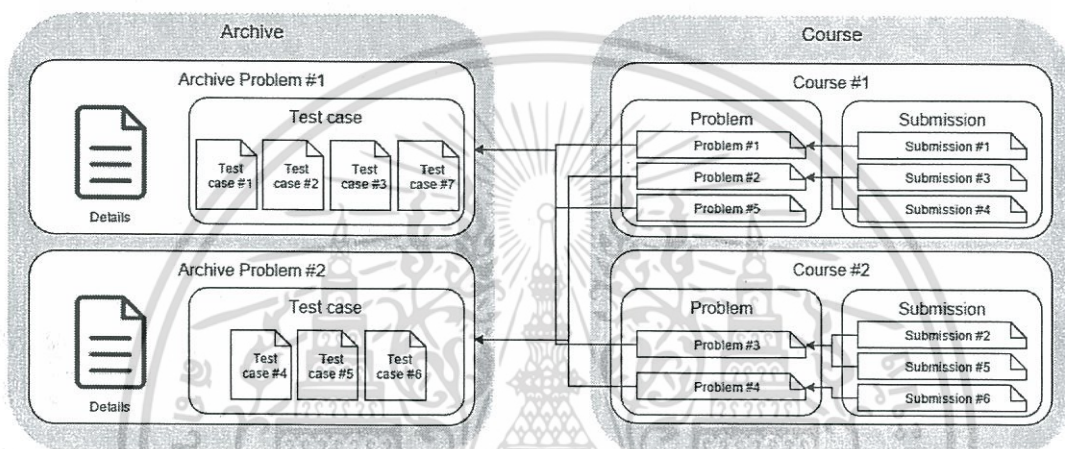 Archive
Archive Problem #1
Test case
Test
case #1
Test
case #2
Test
case #3
Test
case #7
Details
Archive Problem #2
Test case
Test
case #4
Test
case #5
Test
case #6
Details
Course
Course #1
Problem
Problem #1
Problem #2
Problem #5
Submission
Submission #1
Submission #3
Submission #4
Course #2
Problem
Problem #3
Problem #4
Submission
Submission #2
Submission #5
Submission #6